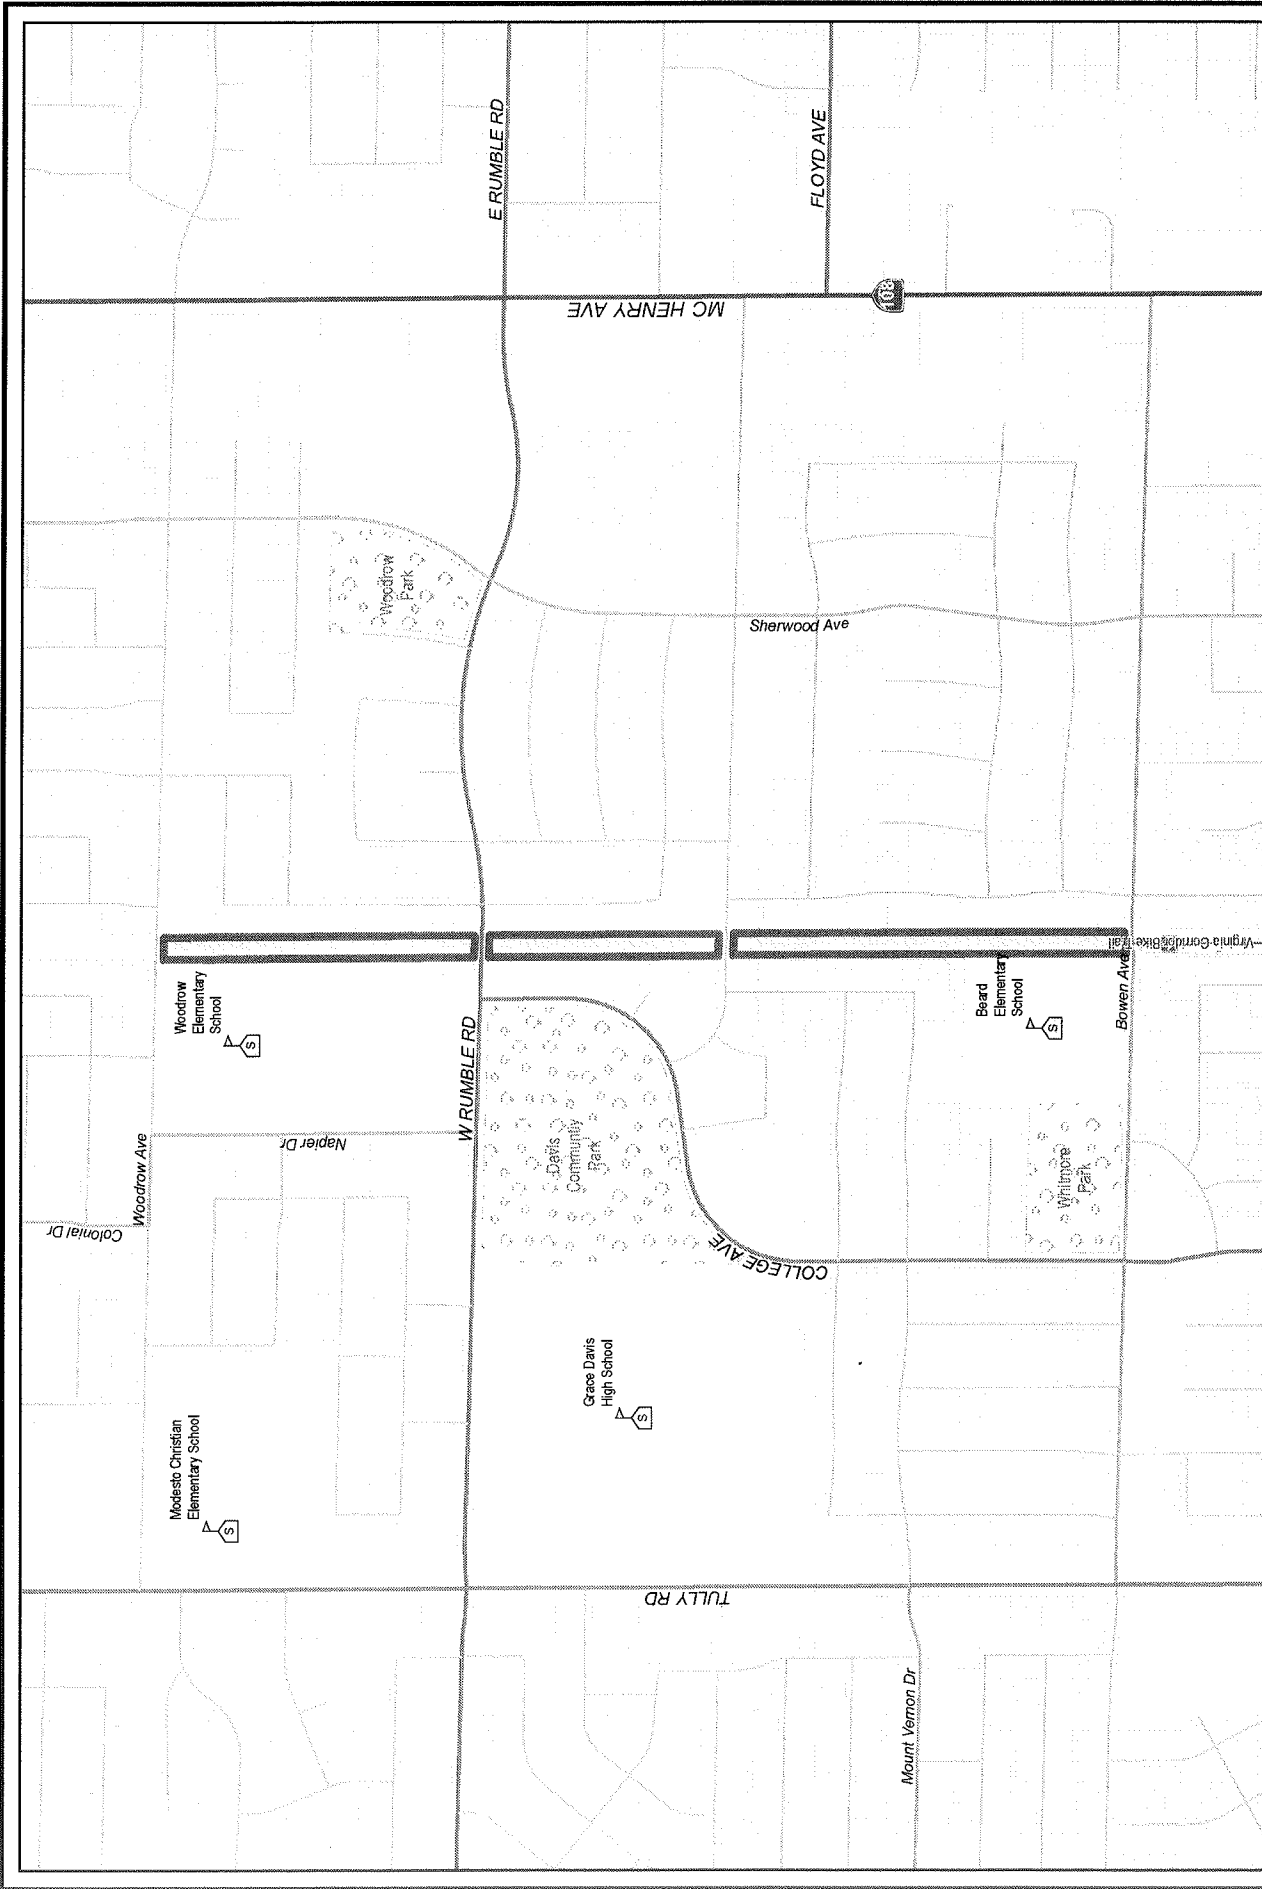 Modesto Christian
Elementary School
S
Colonial Dr
Woodrow Ave
Napier Dr
Woodrow
Elementary
School
S
Woodrow
Park
E RUMBLE RD
W RUMBLE RD
MC HENRY AVE
FLOYD AVE
108
Grace Davis
High School
S
Davis
Community
Park
COLLEGE AVE
TULLY RD
Sherwood Ave
Mount Vernon Dr
Beard
Elementary
School
S
Whitmore
Park
Bowen Ave
Virginia Corridor Bike Trail